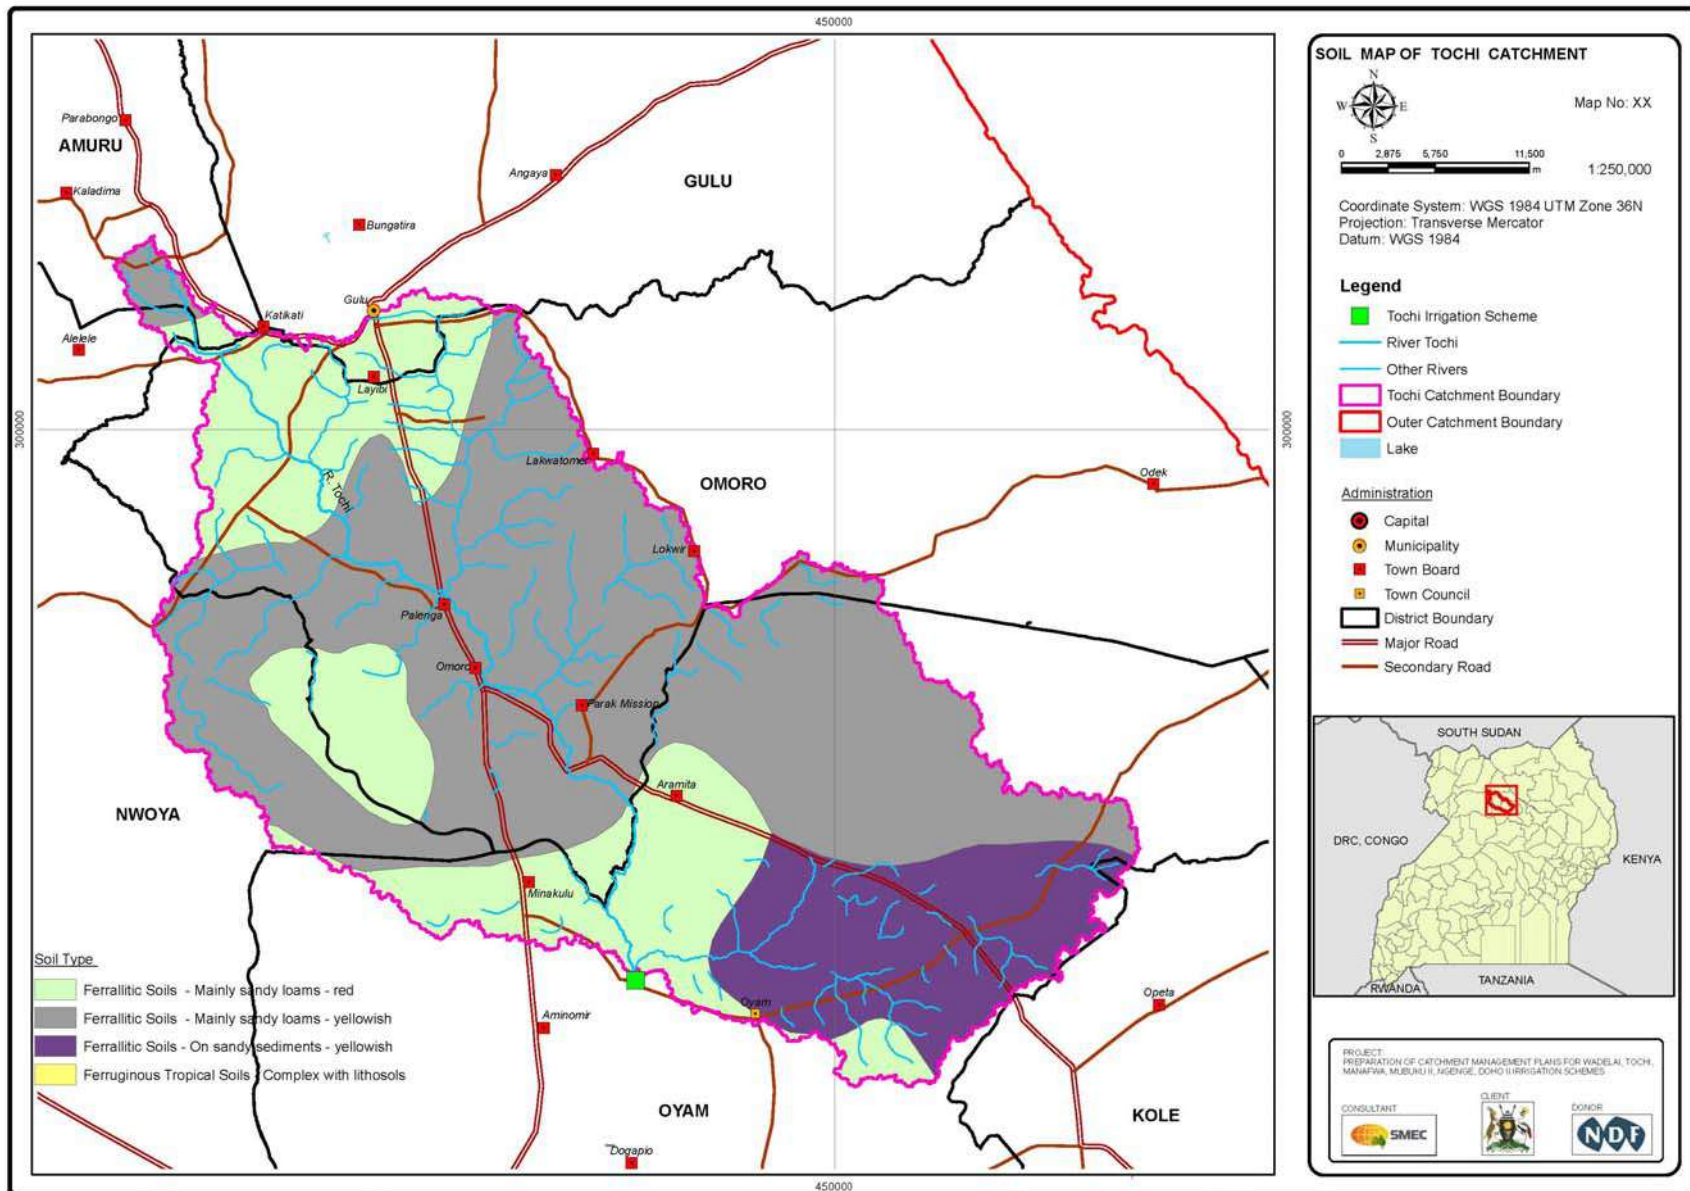 450000
Parabongo
AMURU
Kaladima
Angaya
GULU
Bungatira
Gulu
Katikati
Alelele
Layibi
300000
300000
Lakwatomer
R. Tochi
OMORO
Odek
Lokwir
Palenga
Omoro
Parak Mission
Aramita
NWOYA
Minakulu
Oyam
Opeta
Aminomir
OYAM
KOLE
Dogapio
450000
Soil Type
Ferrallitic Soils - Mainly sandy loams - red
Ferrallitic Soils - Mainly sandy loams - yellowish
Ferrallitic Soils - On sandy sediments - yellowish
Ferruginous Tropical Soils - Complex with lithosols
SOIL MAP OF TOCHI CATCHMENT
N
W E
S
Map No: XX
0 2,875 5,750 11,500
m
1:250,000
Coordinate System: WGS 1984 UTM Zone 36N
Projection: Transverse Mercator
Datum: WGS 1984
Legend
Tochi Irrigation Scheme
River Tochi
Other Rivers
Tochi Catchment Boundary
Outer Catchment Boundary
Lake
Administration
Capital
Municipality
Town Board
Town Council
District Boundary
Major Road
Secondary Road
SOUTH SUDAN
DRC, CONGO
KENYA
TANZANIA
RWANDA
PROJECT:
PREPARATION OF CATCHMENT MANAGEMENT PLANS FOR WADELAI, TOCHI,
MANAFWA, MUBUKU II, NGENGE, DOHO II IRRIGATION SCHEMES
CONSULTANT
CLIENT
DONOR
SMEC
NDF